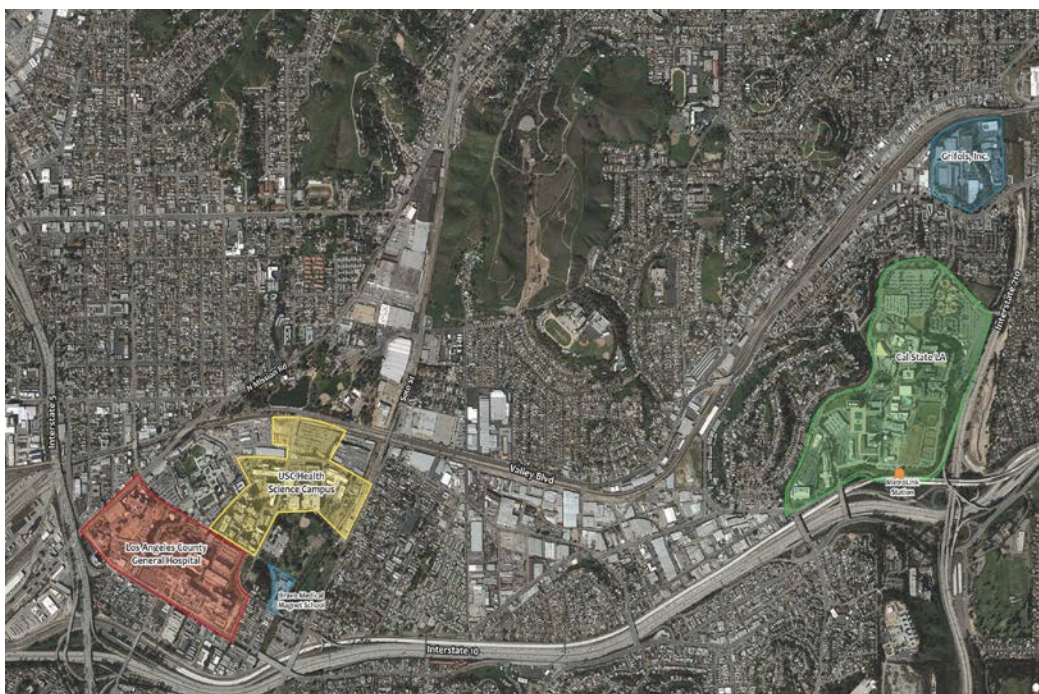 Grifols, Inc.
Interstate 710
Cal State LA
N Mission Rd
Interstate 5
Valley Blvd
USC Health
Science Campus
MetroLink
Station
Los Angeles County
General Hospital
Bravo Medical
Magnet School
Interstate 10